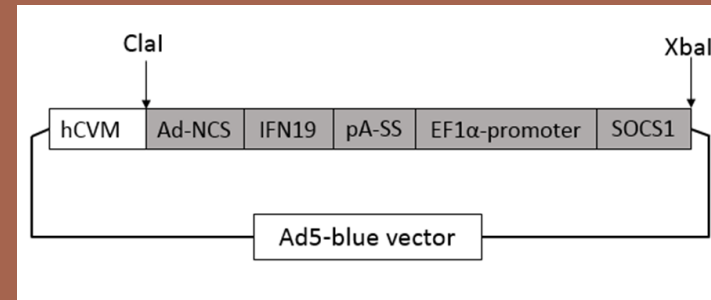 ClaI
XbaI
hCVM Ad-NCS IFN19 pA-SS EF1α-promoter SOCS1
Ad5-blue vector